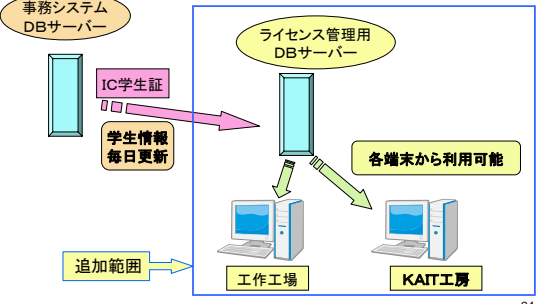 事務システム
DBサーバー
ライセンス管理用
DBサーバー
IC学生証
学生情報
毎日更新
各端末から利用可能
追加範囲
工作工場
KAIT工房